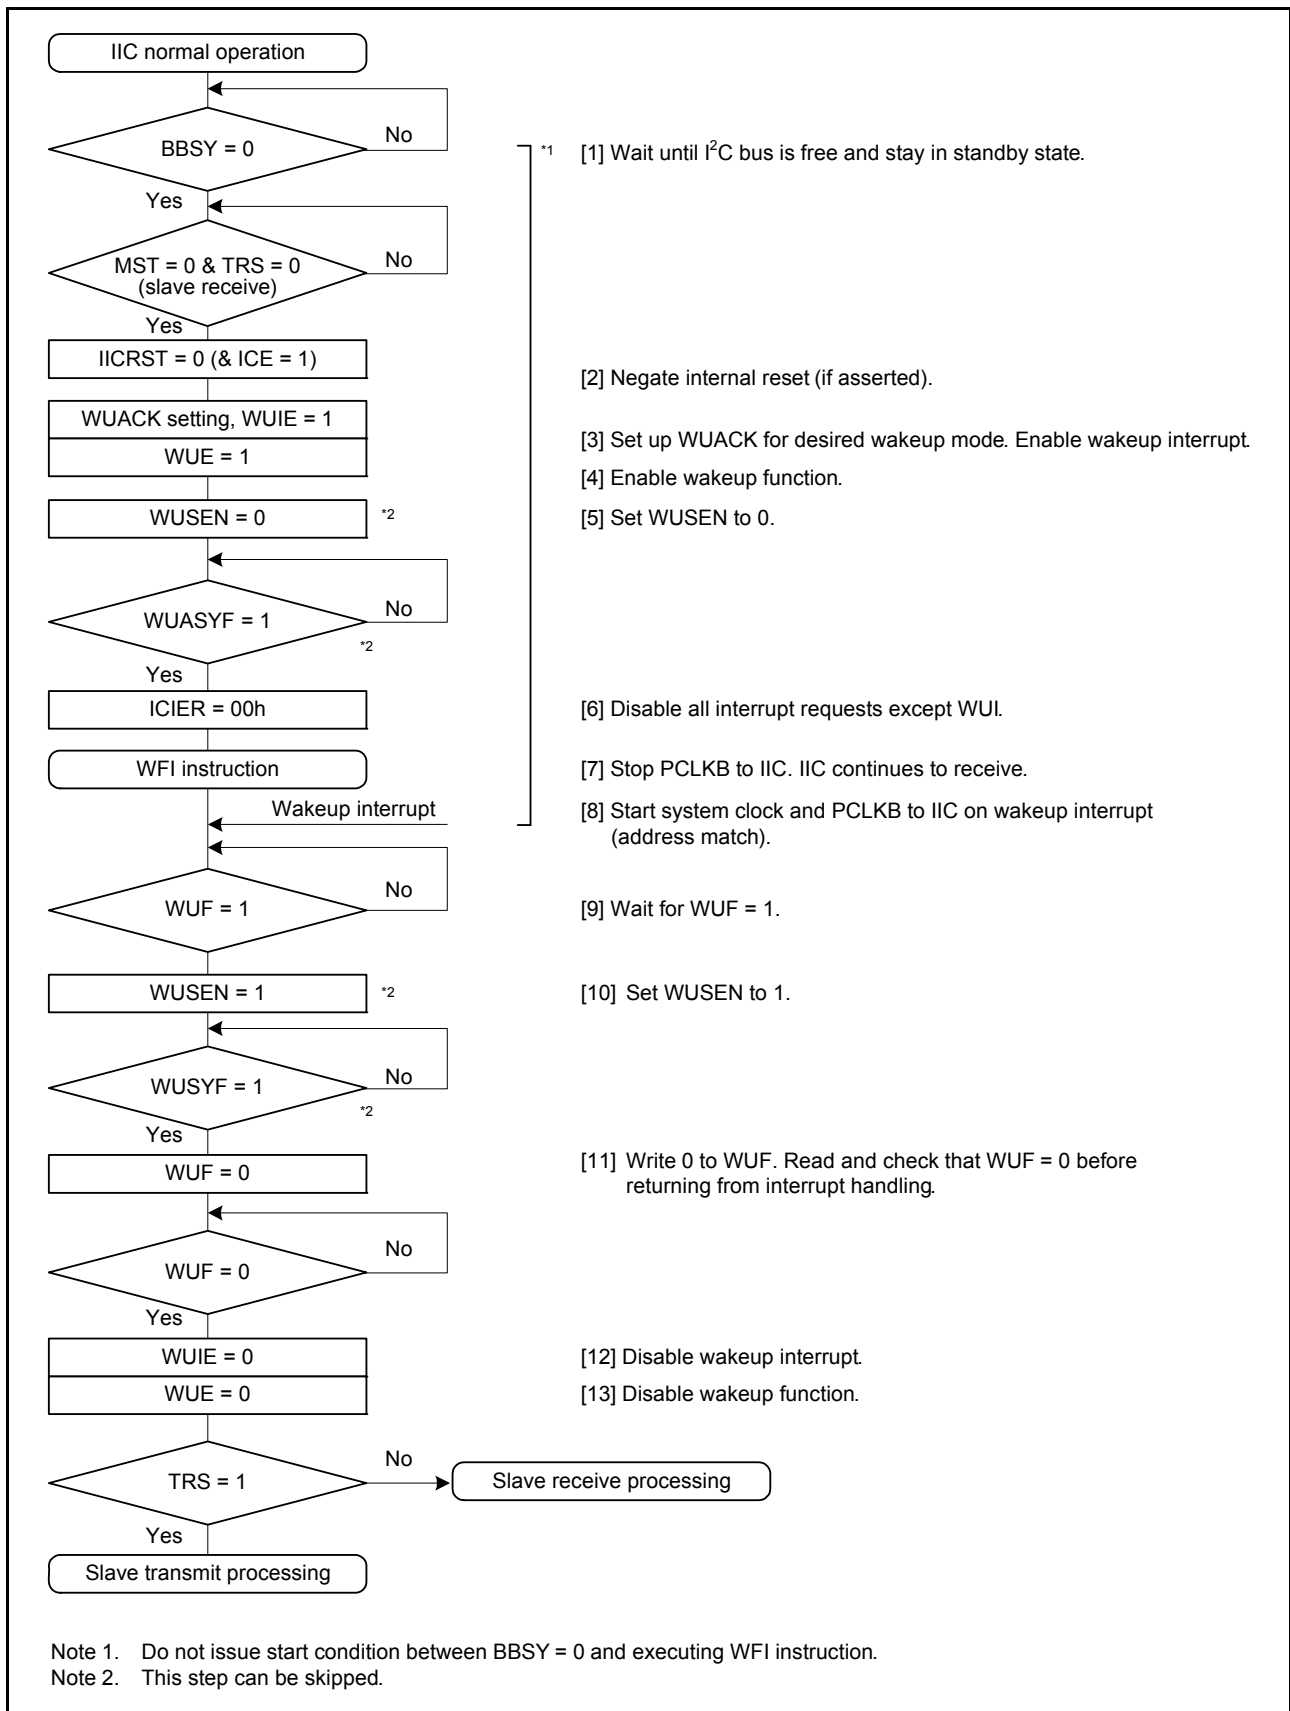 IIC normal operation
BBSY = 0
No
*1
[1] Wait until I²C bus is free and stay in standby state.
Yes
MST = 0 & TRS = 0
(slave receive)
No
Yes
IICRST = 0 (& ICE = 1)
[2] Negate internal reset (if asserted).
WUACK setting, WUIE = 1
[3] Set up WUACK for desired wakeup mode. Enable wakeup interrupt.
WUE = 1
[4] Enable wakeup function.
WUSEN = 0
*2
[5] Set WUSEN to 0.
WUASYF = 1
No
*2
Yes
ICIER = 00h
[6] Disable all interrupt requests except WUI.
WFI instruction
[7] Stop PCLKB to IIC. IIC continues to receive.
Wakeup interrupt
[8] Start system clock and PCLKB to IIC on wakeup interrupt
(address match).
WUF = 1
No
[9] Wait for WUF = 1.
WUSEN = 1
*2
[10] Set WUSEN to 1.
WUSYF = 1
No
*2
Yes
WUF = 0
[11] Write 0 to WUF. Read and check that WUF = 0 before
returning from interrupt handling.
WUF = 0
No
Yes
WUIE = 0
[12] Disable wakeup interrupt.
WUE = 0
[13] Disable wakeup function.
TRS = 1
No
Slave receive processing
Yes
Slave transmit processing
Note 1. Do not issue start condition between BBSY = 0 and executing WFI instruction.
Note 2. This step can be skipped.